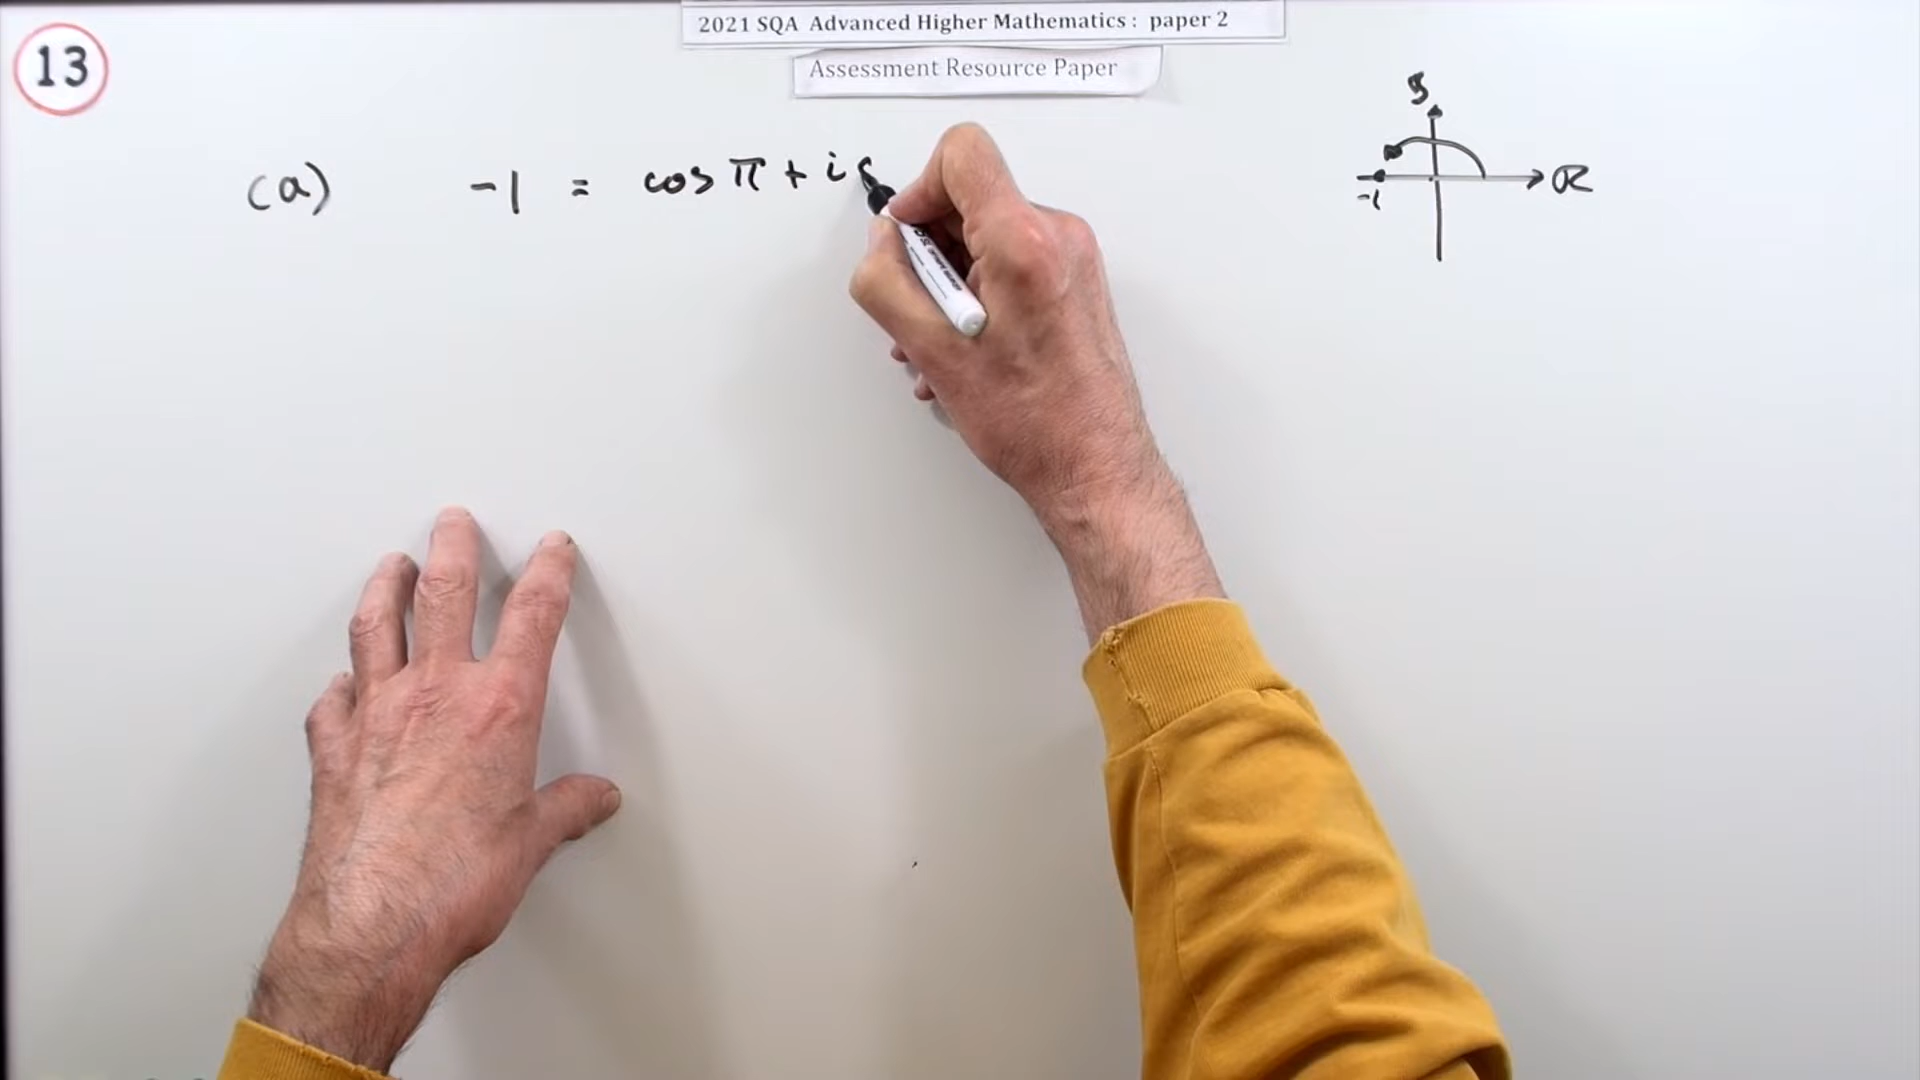 2021 SQA Advanced Higher Mathematics : paper 2
Assessment Resource Paper
13
(a) -1 = cos π + i s
ℑ
ℜ
-1